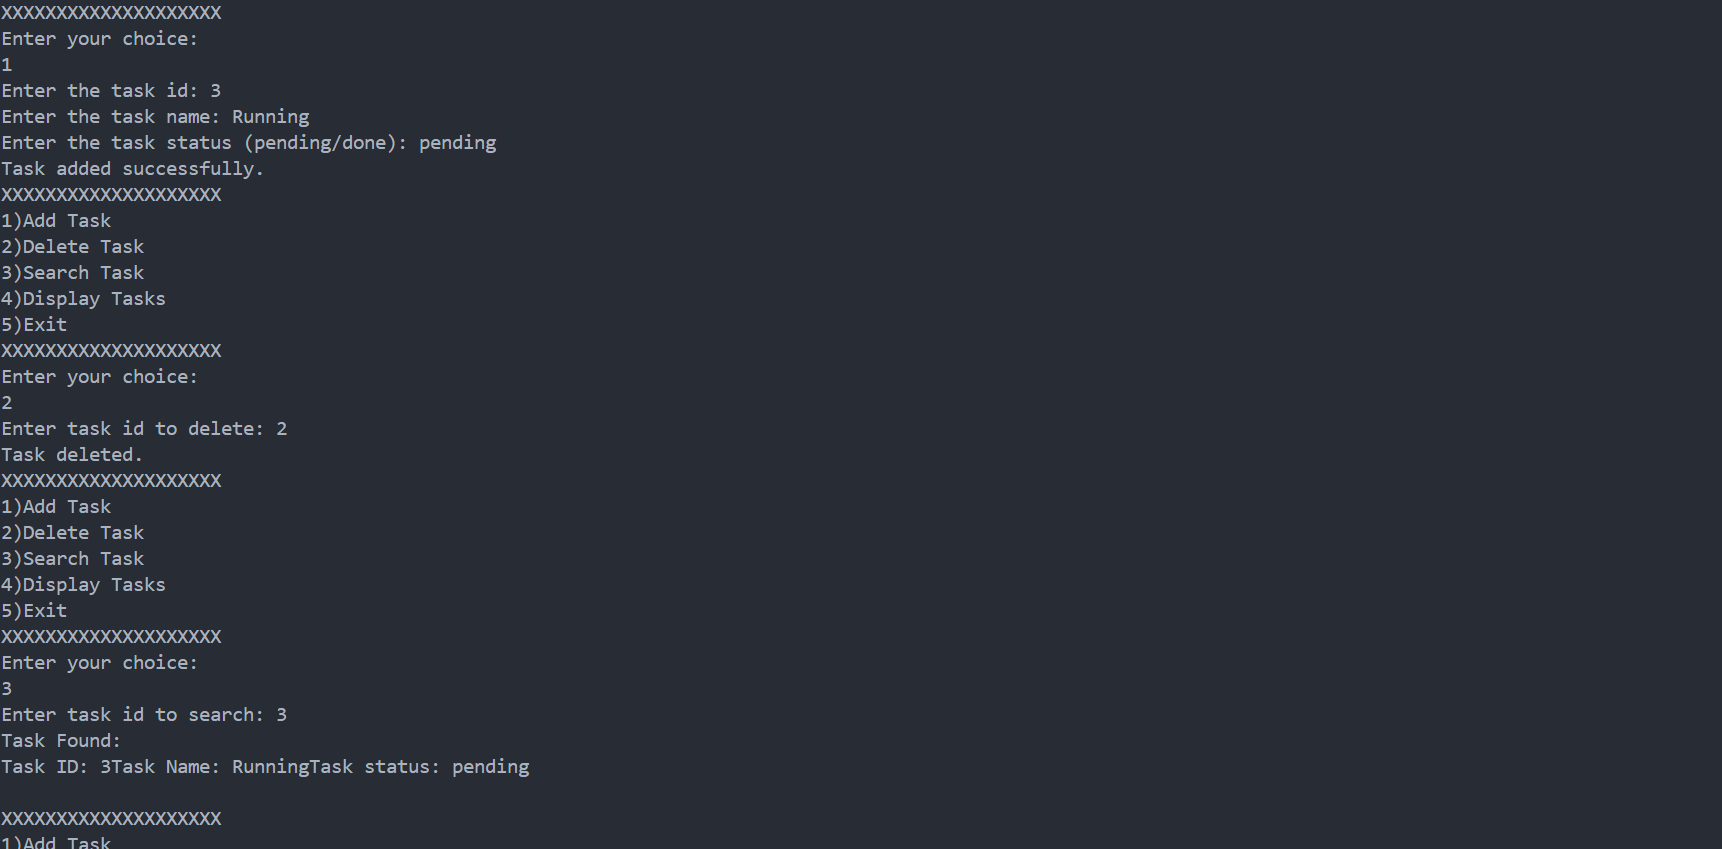 XXXXXXXXXXXXXXXXXXXX
Enter your choice:
1
Enter the task id: 3
Enter the task name: Running
Enter the task status (pending/done): pending
Task added successfully.
XXXXXXXXXXXXXXXXXXXX
1)Add Task
2)Delete Task
3)Search Task
4)Display Tasks
5)Exit
XXXXXXXXXXXXXXXXXXXX
Enter your choice:
2
Enter task id to delete: 2
Task deleted.
XXXXXXXXXXXXXXXXXXXX
1)Add Task
2)Delete Task
3)Search Task
4)Display Tasks
5)Exit
XXXXXXXXXXXXXXXXXXXX
Enter your choice:
3
Enter task id to search: 3
Task Found:
Task ID: 3Task Name: RunningTask status: pending
XXXXXXXXXXXXXXXXXXXX
1)Add Task